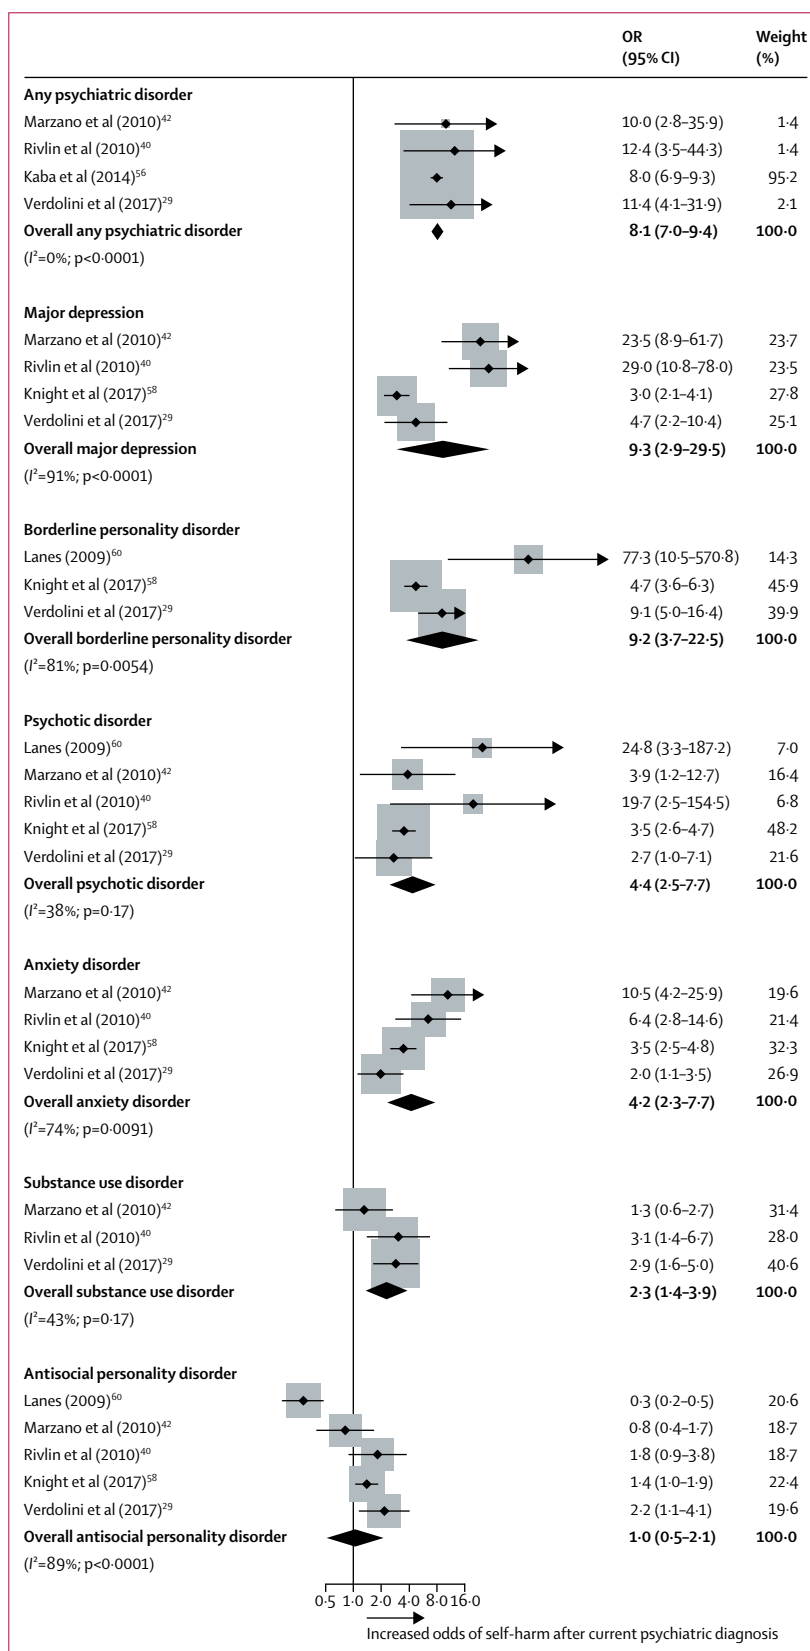 OR Weight
(95% CI) (%)
Any psychiatric disorder
Marzano et al (2010)⁴² 10·0 (2·8–35·9) 1·4
Rivlin et al (2010)⁴⁰ 12·4 (3·5–44·3) 1·4
Kaba et al (2014)⁵⁶ 8·0 (6·9–9·3) 95·2
Verdolini et al (2017)²⁹ 11·4 (4·1–31·9) 2·1
Overall any psychiatric disorder 8·1 (7·0–9·4) 100·0
(I²=0%; p<0·0001)
Major depression
Marzano et al (2010)⁴² 23·5 (8·9–61·7) 23·7
Rivlin et al (2010)⁴⁰ 29·0 (10·8–78·0) 23·5
Knight et al (2017)⁵⁸ 3·0 (2·1–4·1) 27·8
Verdolini et al (2017)²⁹ 4·7 (2·2–10·4) 25·1
Overall major depression 9·3 (2·9–29·5) 100·0
(I²=91%; p<0·0001)
Borderline personality disorder
Lanes (2009)⁶⁰ 77·3 (10·5–570·8) 14·3
Knight et al (2017)⁵⁸ 4·7 (3·6–6·3) 45·9
Verdolini et al (2017)²⁹ 9·1 (5·0–16·4) 39·9
Overall borderline personality disorder 9·2 (3·7–22·5) 100·0
(I²=81%; p=0·0054)
Psychotic disorder
Lanes (2009)⁶⁰ 24·8 (3·3–187·2) 7·0
Marzano et al (2010)⁴² 3·9 (1·2–12·7) 16·4
Rivlin et al (2010)⁴⁰ 19·7 (2·5–154·5) 6·8
Knight et al (2017)⁵⁸ 3·5 (2·6–4·7) 48·2
Verdolini et al (2017)²⁹ 2·7 (1·0–7·1) 21·6
Overall psychotic disorder 4·4 (2·5–7·7) 100·0
(I²=38%; p=0·17)
Anxiety disorder
Marzano et al (2010)⁴² 10·5 (4·2–25·9) 19·6
Rivlin et al (2010)⁴⁰ 6·4 (2·8–14·6) 21·4
Knight et al (2017)⁵⁸ 3·5 (2·5–4·8) 32·3
Verdolini et al (2017)²⁹ 2·0 (1·1–3·5) 26·9
Overall anxiety disorder 4·2 (2·3–7·7) 100·0
(I²=74%; p=0·0091)
Substance use disorder
Marzano et al (2010)⁴² 1·3 (0·6–2·7) 31·4
Rivlin et al (2010)⁴⁰ 3·1 (1·4–6·7) 28·0
Verdolini et al (2017)²⁹ 2·9 (1·6–5·0) 40·6
Overall substance use disorder 2·3 (1·4–3·9) 100·0
(I²=43%; p=0·17)
Antisocial personality disorder
Lanes (2009)⁶⁰ 0·3 (0·2–0·5) 20·6
Marzano et al (2010)⁴² 0·8 (0·4–1·7) 18·7
Rivlin et al (2010)⁴⁰ 1·8 (0·9–3·8) 18·7
Knight et al (2017)⁵⁸ 1·4 (1·0–1·9) 22·4
Verdolini et al (2017)²⁹ 2·2 (1·1–4·1) 19·6
Overall antisocial personality disorder 1·0 (0·5–2·1) 100·0
(I²=89%; p<0·0001)
0·5 1·0 2·0 4·0 8·0 16·0
Increased odds of self-harm after current psychiatric diagnosis